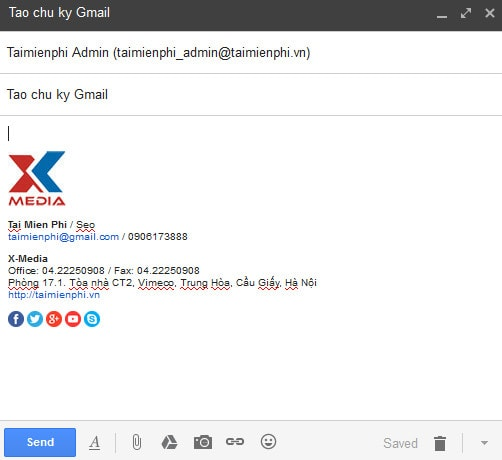 Tao chu ky Gmail
Taimienphi Admin (taimienphi_admin@taimienphi.vn)
Tao chu ky Gmail
X
MEDIA
Tai Mien Phi / Seo
taimienphi@gmail.com / 0906173888
X-Media
Office: 04.22250908 / Fax: 04.22250908
Phòng 17.1. Tòa nhà CT2, Vimeco, Trung Hòa, Cầu Giấy, Hà Nội
http://taimienphi.vn
Send
Saved